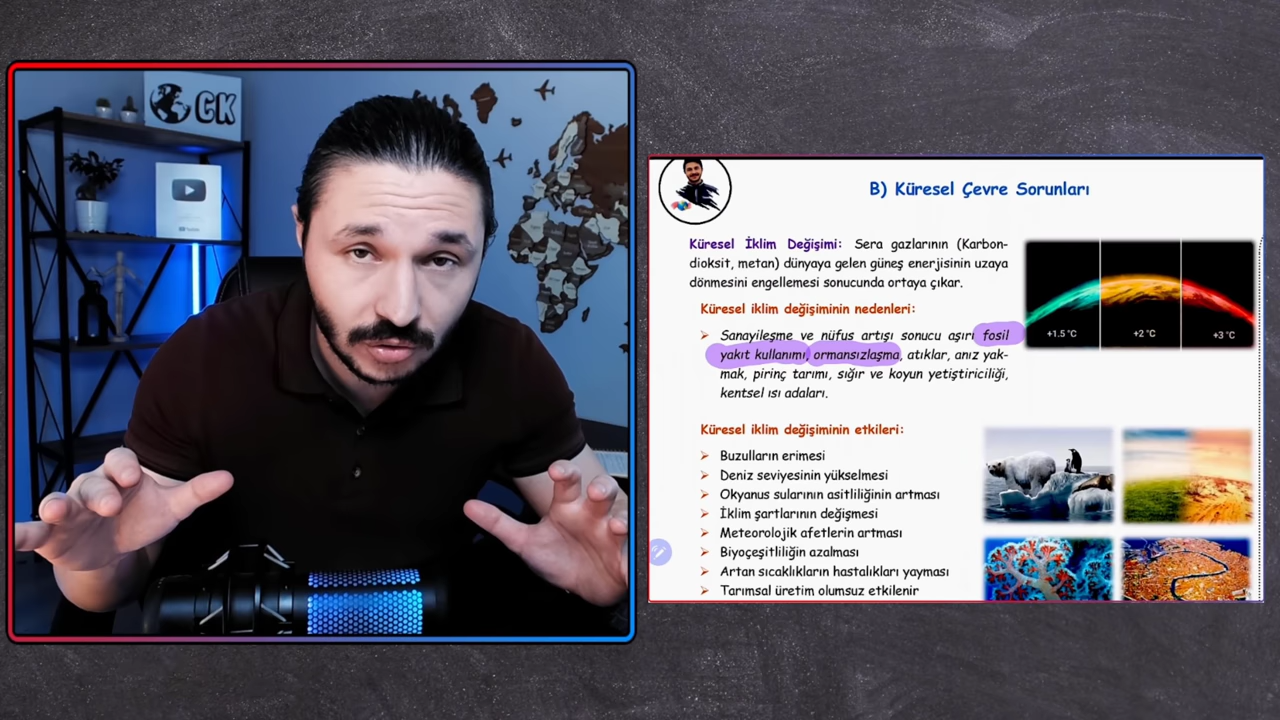 CK
YouTube
B) Küresel Çevre Sorunları
Küresel İklim Değişimi: Sera gazlarının (Karbon-
dioksit, metan) dünyaya gelen güneş enerjisinin uzaya
dönmesini engellemesi sonucunda ortaya çıkar.
Küresel iklim değişiminin nedenleri:
➤ Sanayileşme ve nüfus artışı sonucu aşırı fosil
yakıt kullanımı, ormansızlaşma, atıklar, anız yak-
mak, pirinç tarımı, sığır ve koyun yetiştiriciliği,
kentsel ısı adaları.
+1.5 °C
+2 °C
+3 °C
Küresel iklim değişiminin etkileri:
➤ Buzulların erimesi
➤ Deniz seviyesinin yükselmesi
➤ Okyanus sularının asitliliğinin artması
➤ İklim şartlarının değişmesi
➤ Meteorolojik afetlerin artması
➤ Biyoçeşitliliğin azalması
➤ Artan sıcaklıkların hastalıkları yayması
➤ Tarımsal üretim olumsuz etkilenir